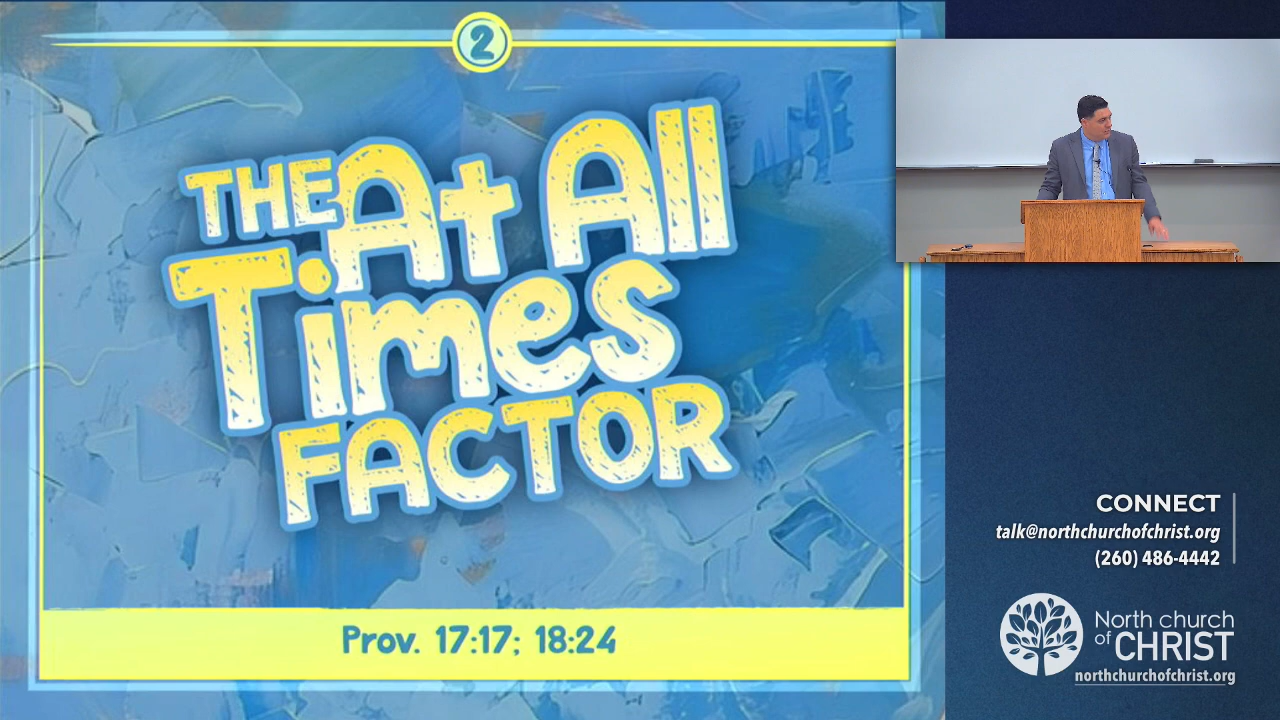 2
THE At All
Times
FACTOR
Prov. 17:17; 18:24
CONNECT
talk@northchurchofchrist.org
(260) 486-4442
North church
of CHRIST
northchurchofchrist.org